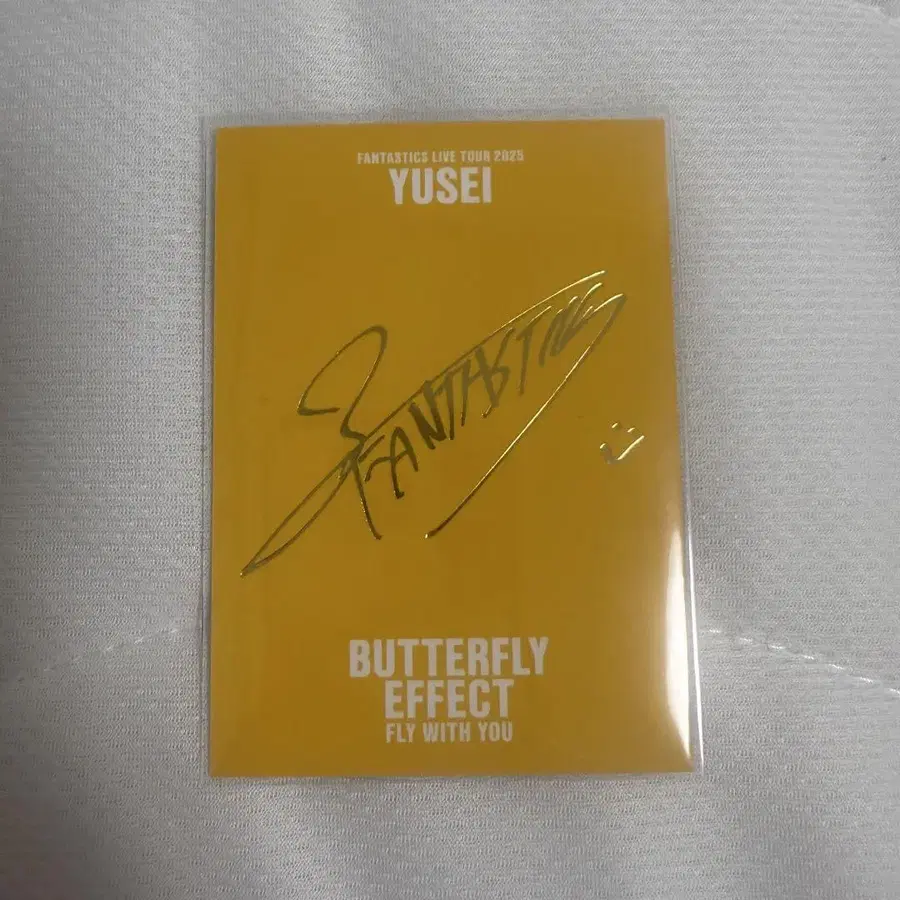 FANTASTICS LIVE TOUR 2025
YUSEI
FANTASTICS
BUTTERFLY
EFFECT
FLY WITH YOU